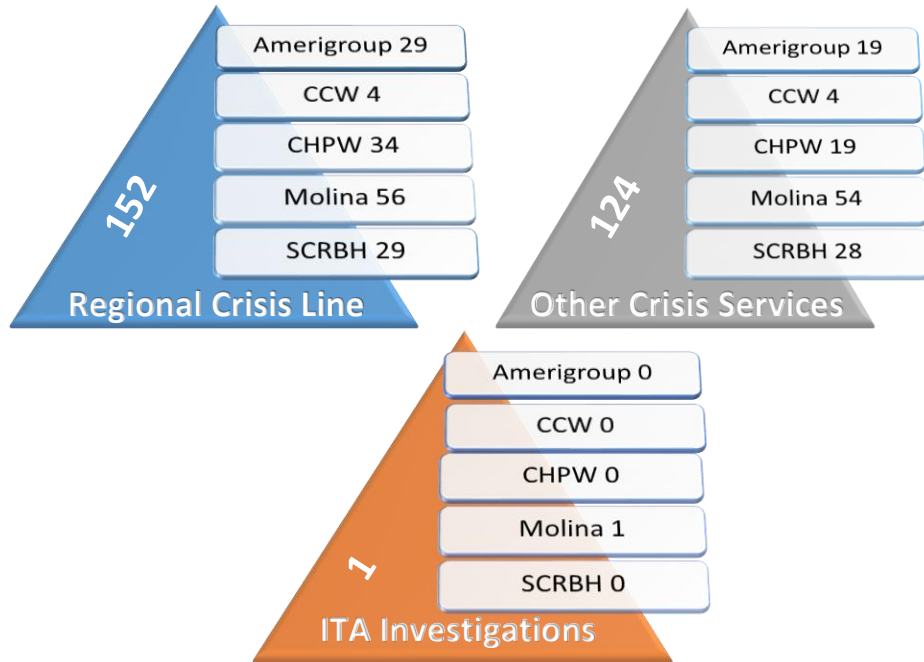 Amerigroup 29
CCW 4
CHPW 34
Molina 56
SCRBH 29
152
Regional Crisis Line
Amerigroup 19
CCW 4
CHPW 19
Molina 54
SCRBH 28
124
Other Crisis Services
Amerigroup 0
CCW 0
CHPW 0
Molina 1
SCRBH 0
1
ITA Investigations